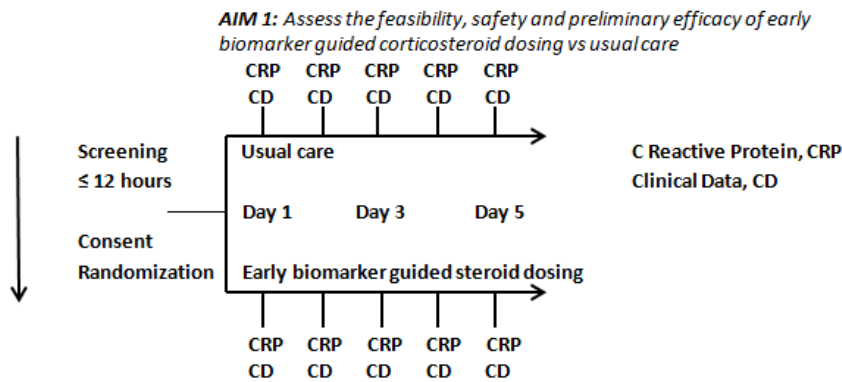 AIM 1: Assess the feasibility, safety and preliminary efficacy of early
biomarker guided corticosteroid dosing vs usual care
CRP CRP CRP CRP CRP
CD CD CD CD CD
Screening
≤ 12 hours
Usual care
C Reactive Protein, CRP
Clinical Data, CD
Day 1 Day 3 Day 5
Consent
Randomization
Early biomarker guided steroid dosing
CRP CRP CRP CRP CRP
CD CD CD CD CD